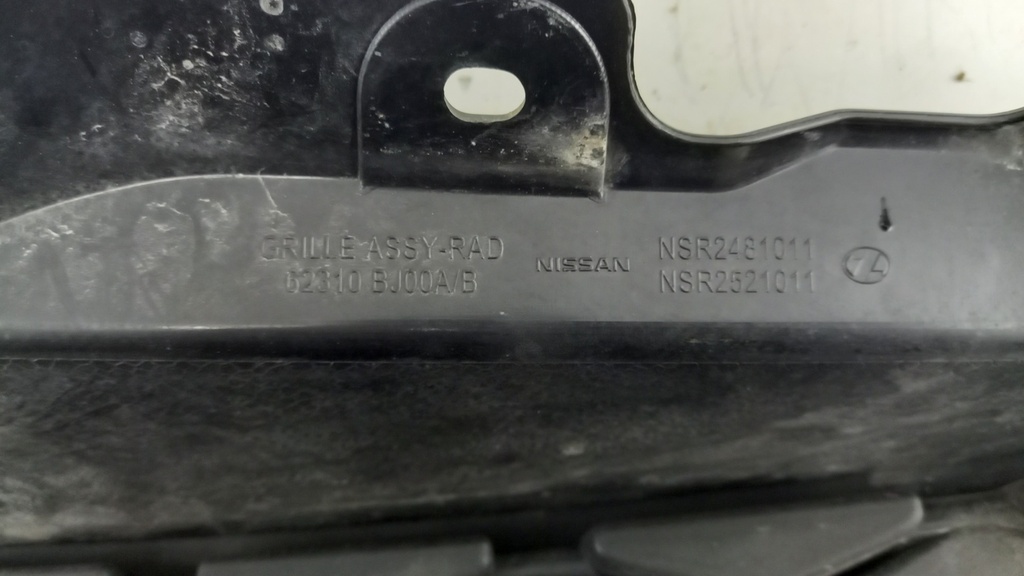 GRILLE ASSY-RAD
62310 BJ00A/B
NISSAN
NSR2481011
NSR2521011